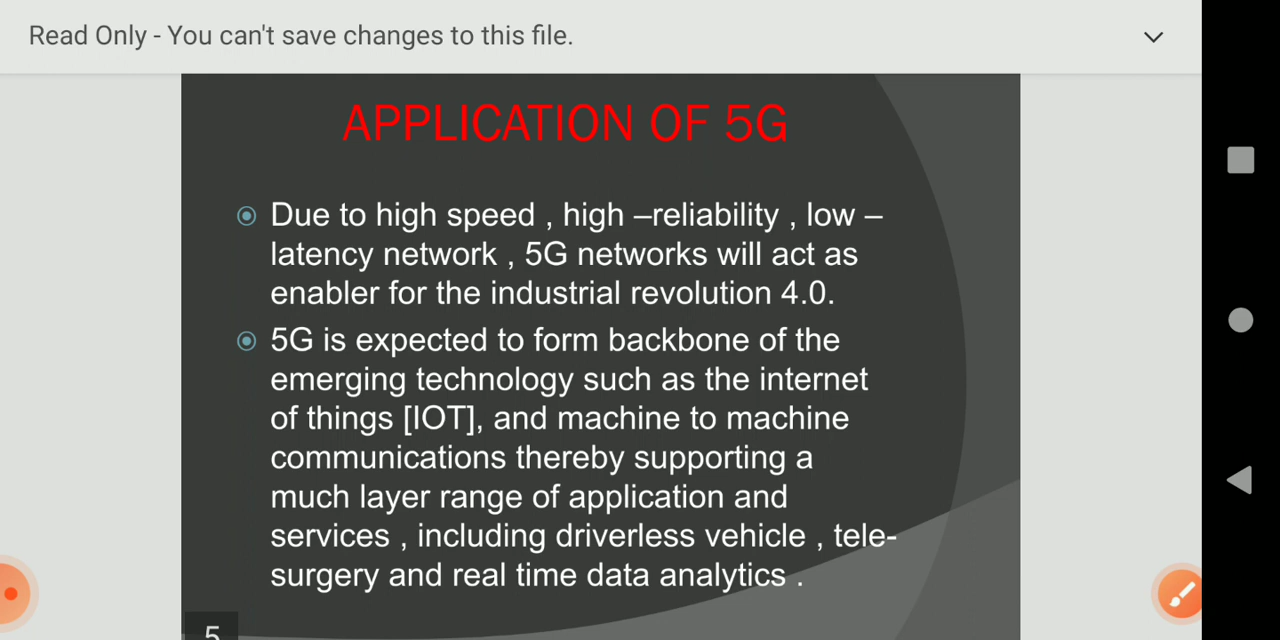 Read Only - You can't save changes to this file.
APPLICATION OF 5G
Due to high speed , high –reliability , low –
latency network , 5G networks will act as
enabler for the industrial revolution 4.0.
5G is expected to form backbone of the
emerging technology such as the internet
of things [IOT], and machine to machine
communications thereby supporting a
much layer range of application and
services , including driverless vehicle , tele-
surgery and real time data analytics .
5